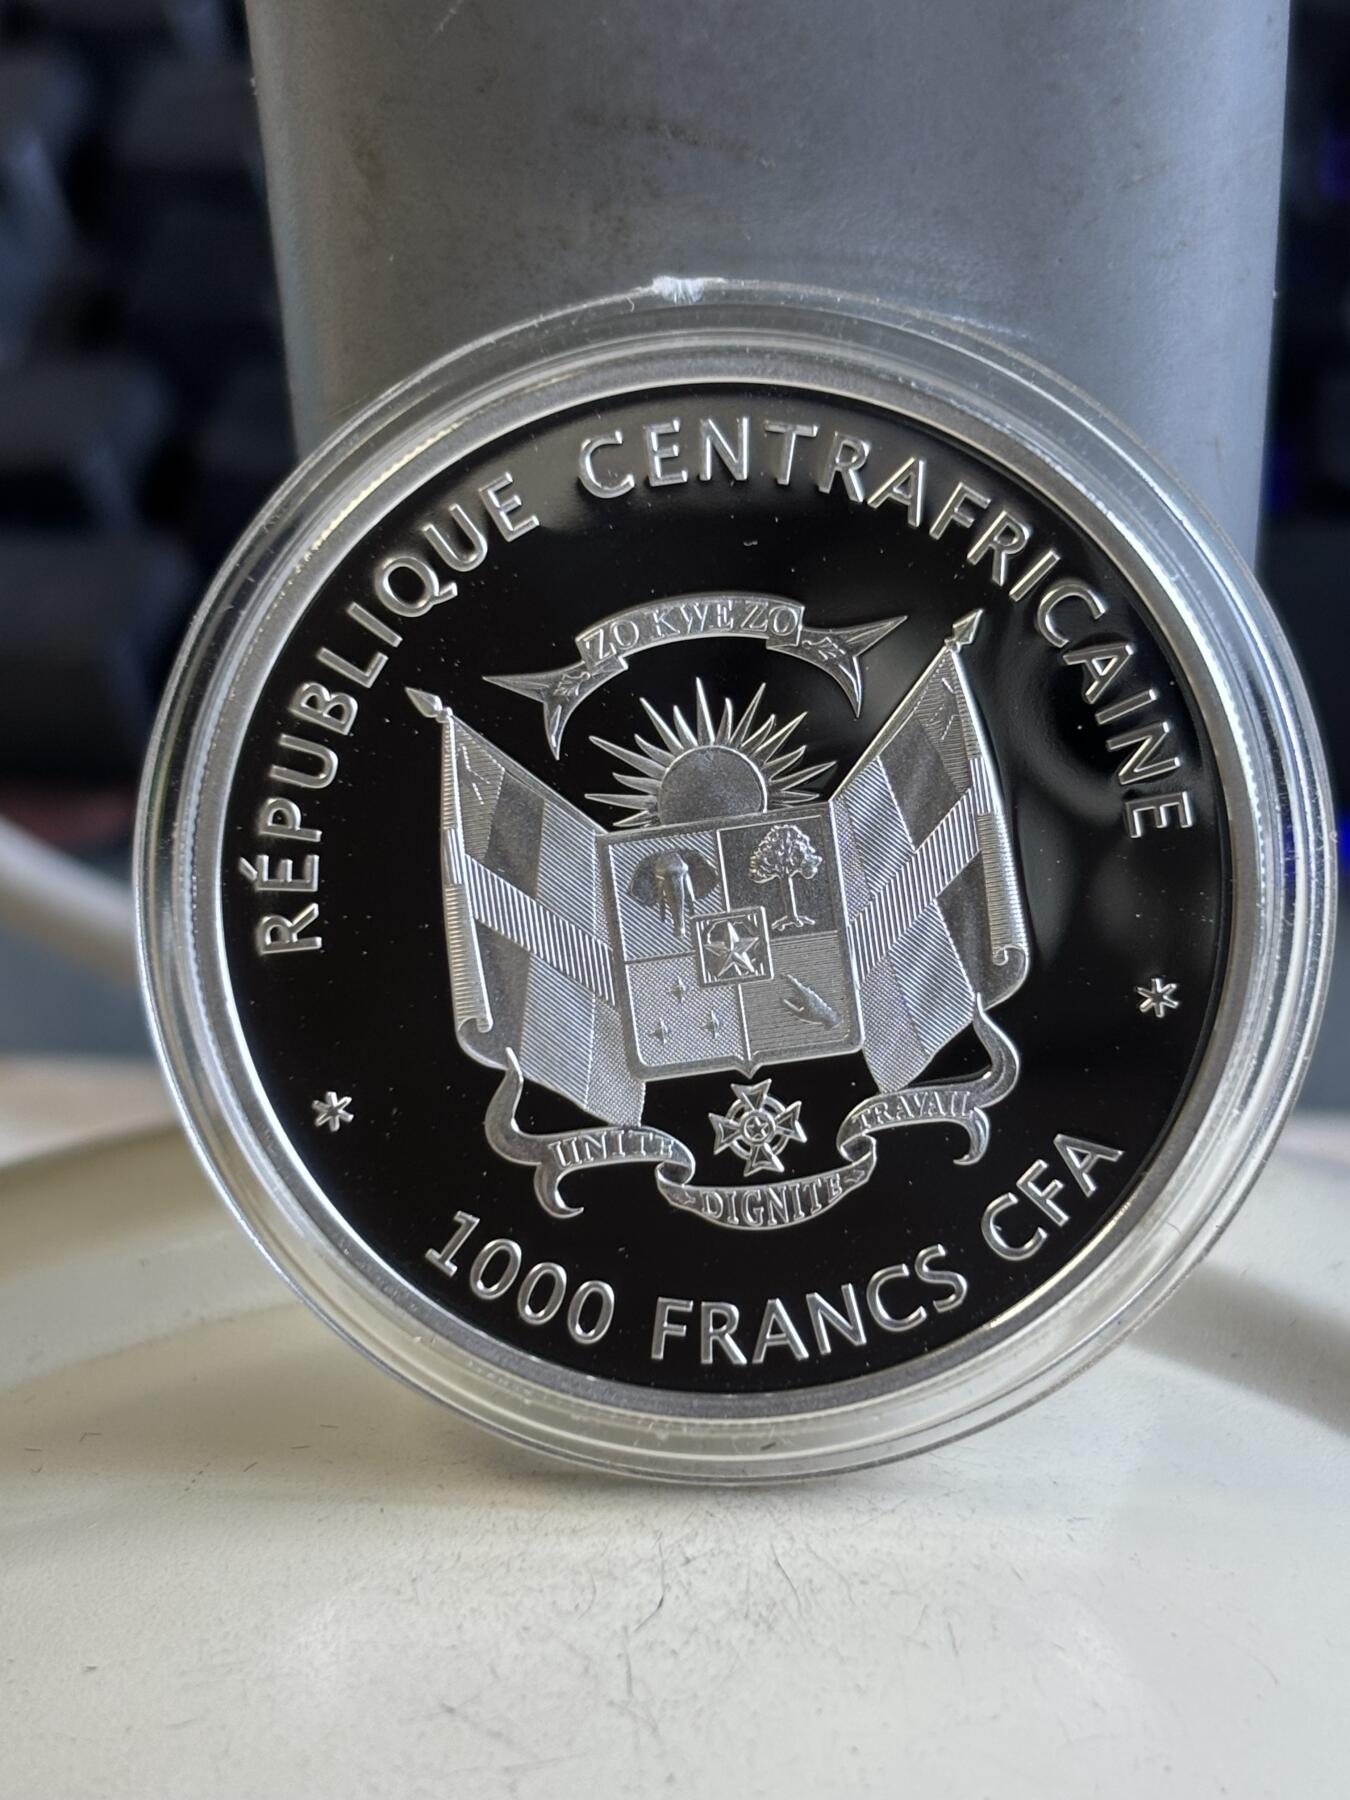 RÉPUBLIQUE CENTRAFRICAINE
ZO KWE ZO
UNITE
DIGNITE
TRAVAIL
1000 FRANCS CFA